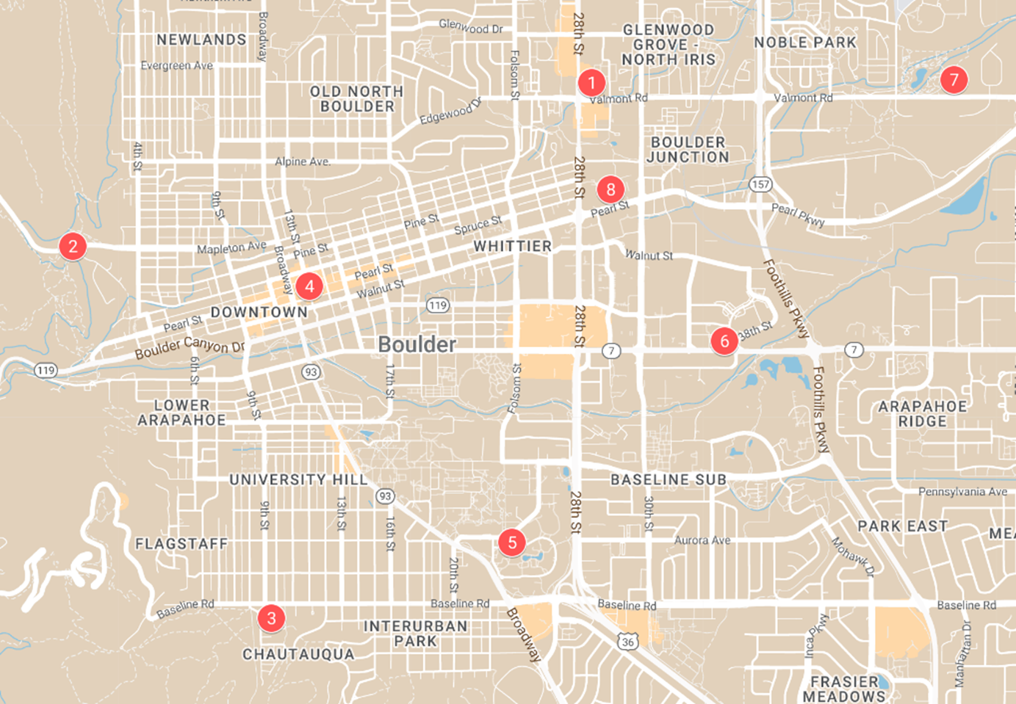 Broadway
Glenwood Dr
28th St
GLENWOOD
GROVE -
NORTH IRIS
NEWLANDS
NOBLE PARK
Evergreen Ave
Folsom St
1
7
OLD NORTH
BOULDER
Edgewood Dr
Valmont Rd
Valmont Rd
4th St
Alpine Ave.
BOULDER
JUNCTION
28th St
8
157
9th St
13th St
Pine St
Spruce St
Pearl St
Pearl Pkwy
2
Mapleton Ave
Pine St
WHITTIER
Walnut St
Broadway
4
Pearl St
Walnut St
Foothills Pkwy
119
DOWNTOWN
Pearl St
28th St
38th St
6
Boulder Canyon Dr
Boulder
7
7
119
6th St
93
17th St
Folsom St
Foothills Pkwy
9th St
LOWER
ARAPAHOE
ARAPAHOE
RIDGE
UNIVERSITY HILL
BASELINE SUB
93
Pennsylvania Ave
9th St
13th St
16th St
28th St
30th St
PARK EAST
FLAGSTAFF
5
Aurora Ave
Mohawk Dr
20th St
Baseline Rd
Baseline Rd
Baseline Rd
Baseline Rd
3
INTERURBAN
PARK
Broadway
36
Inca Pkwy
Manhattan Dr
CHAUTAUQUA
FRASIER
MEADOWS